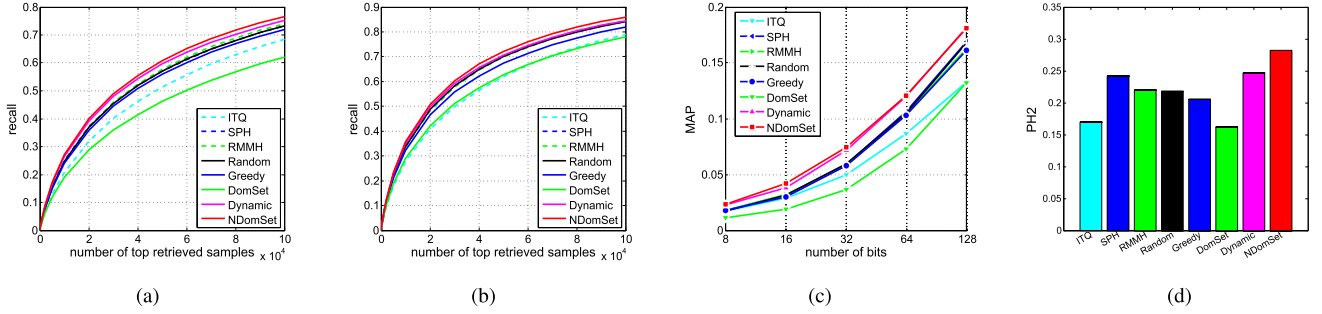 0.8
0.7
0.6
0.5
0.4
0.3
0.2
0.1
0
recall
0 2 4 6 8 10
number of top retrieved samples x 10^4
ITQ
SPH
RMMH
Random
Greedy
DomSet
Dynamic
NDomSet
(a)
0.9
0.8
0.7
0.6
0.5
0.4
0.3
0.2
0.1
0
recall
0 2 4 6 8 10
number of top retrieved samples x 10^4
ITQ
SPH
RMMH
Random
Greedy
DomSet
Dynamic
NDomSet
(b)
0.2
0.15
0.1
0.05
0
MAP
8 16 32 64 128
number of bits
ITQ
SPH
RMMH
Random
Greedy
DomSet
Dynamic
NDomSet
(c)
0.35
0.3
0.25
0.2
0.15
0.1
0.05
0
PH2
ITQ SPH RMMH Random Greedy DomSet Dynamic NDomSet
(d)